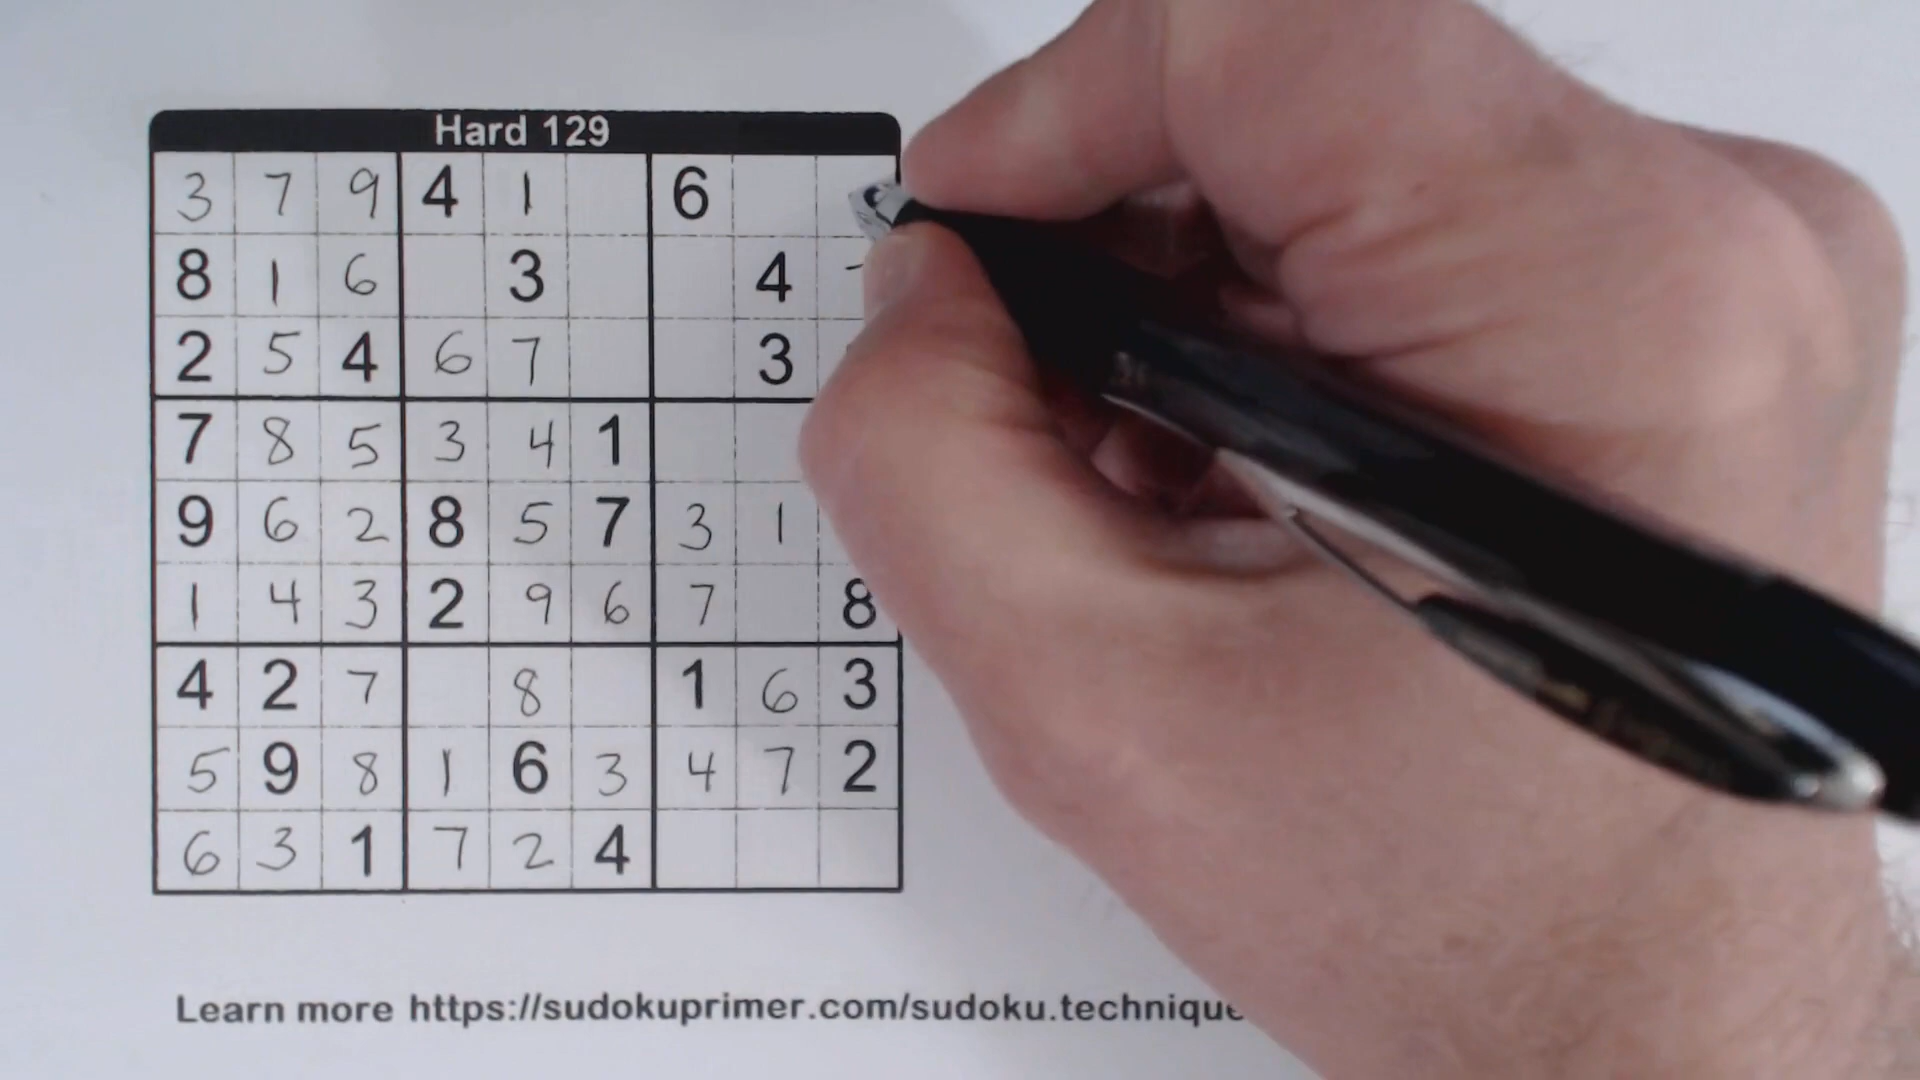 Hard 129
3 7 9 4 1 6
8 1 6 3 4
2 5 4 6 7 3
7 8 5 3 4 1
9 6 2 8 5 7 3 1
1 4 3 2 9 6 7 8
4 2 7 8 1 6 3
5 9 8 1 6 3 4 7 2
6 3 1 7 2 4
Learn more https://sudokuprimer.com/sudoku.technique